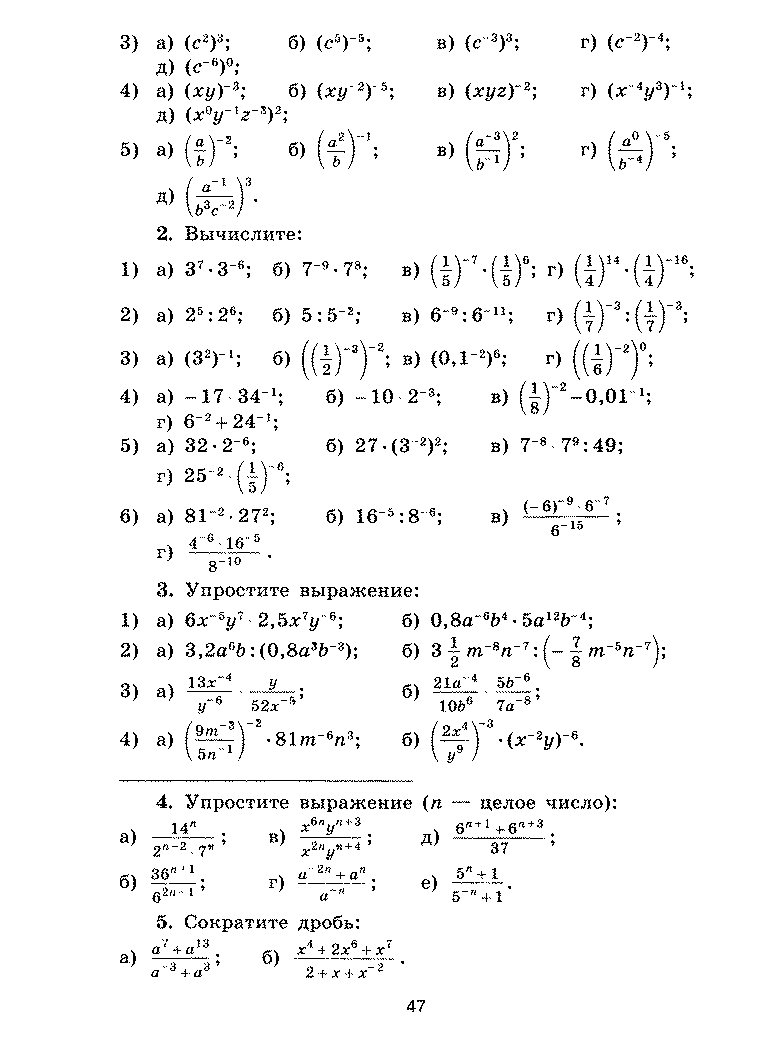 3) а) (c²)³; б) (c⁵)⁻⁵; в) (c⁻³)³; г) (c⁻²)⁻⁴;
д) (c⁻⁶)⁰;
4) а) (xy)⁻³; б) (xy⁻²)⁻⁵; в) (xyz)⁻²; г) (x⁻⁴y³)⁻¹;
д) (x⁰y⁻¹z⁻³)²;
5) а) (a/b)⁻²; б) (a²/b)⁻¹; в) (a⁻³/b⁻¹)²; г) (a⁰/b⁻⁴)⁻⁵;
д) (a⁻¹/(b³c⁻²))³.
2. Вычислите:
1) а) 3⁷·3⁻⁶; б) 7⁻⁹·7⁸; в) (1/5)⁻⁷·(1/5)⁶; г) (1/4)¹⁴·(1/4)⁻¹⁶;
2) а) 2⁵:2⁶; б) 5:5⁻²; в) 6⁻⁹:6⁻¹¹; г) (1/7)⁻³:(1/7)⁻³;
3) а) (3²)⁻¹; б) ((1/2)⁻³)⁻²; в) (0,1⁻²)⁶; г) ((1/6)⁻²)⁰;
4) а) −17·34⁻¹; б) −10·2⁻³; в) (1/8)⁻²−0,01⁻¹;
г) 6⁻²+24⁻¹;
5) а) 32·2⁻⁶; б) 27·(3⁻²)²; в) 7⁻⁸·7⁹:49;
г) 25⁻²·(1/5)⁻⁶;
6) а) 81⁻²·27²; б) 16⁻⁵:8⁻⁶; в) ((−6)⁻⁹·6⁻⁷)/6⁻¹⁵;
г) (4⁻⁶·16⁻⁵)/8⁻¹⁰.
3. Упростите выражение:
1) а) 6x⁻⁵y⁷·2,5x⁷y⁻⁶; б) 0,8a⁻⁶b⁴·5a¹²b⁻⁴;
2) а) 3,2a⁶b:(0,8a³b⁻³); б) 3 1/2 m⁻⁸n⁻⁷:(−7/8 m⁻⁵n⁻⁷);
3) а) 13x⁻⁴/y⁻⁶·y/52x⁻⁵; б) 21a⁻⁴/10b⁶·5b⁻⁶/7a⁻⁸;
4) а) (9m⁻³/5n⁻¹)⁻²·81m⁻⁶n³; б) (2x⁴/y⁹)⁻³·(x⁻²y)⁻⁶.
4. Упростите выражение (n — целое число):
а) 14ⁿ/(2ⁿ⁻²·7ⁿ); в) x⁶ⁿyⁿ⁺³/x²ⁿyⁿ⁺⁴; д) (6ⁿ⁺¹+6ⁿ⁺³)/37;
б) 36ⁿ⁺¹/6²ⁿ⁻¹; г) (a⁻²ⁿ+aⁿ)/a⁻ⁿ; е) (5ⁿ+1)/(5⁻ⁿ+1).
5. Сократите дробь:
а) (a⁷+a¹³)/(a⁻³+a³); б) (x⁴+2x⁶+x⁷)/(2+x+x⁻²).
47